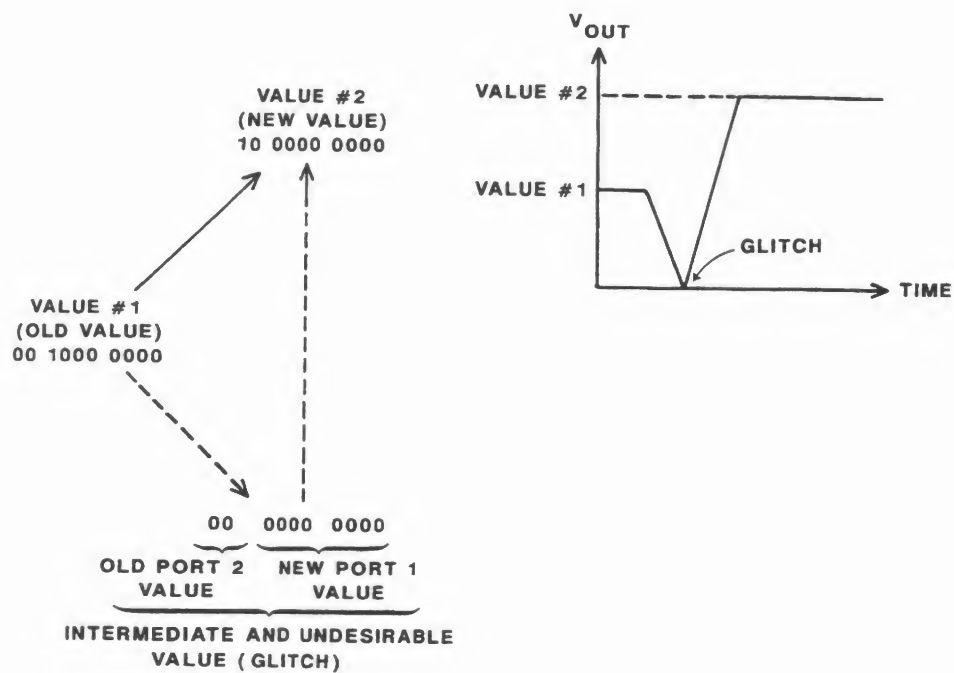 VALUE #2
(NEW VALUE)
10 0000 0000
VALUE #1
(OLD VALUE)
00 1000 0000
00 0000 0000
OLD PORT 2 NEW PORT 1
VALUE VALUE
INTERMEDIATE AND UNDESIRABLE
VALUE (GLITCH)
VOUT
VALUE #2
VALUE #1
GLITCH
TIME